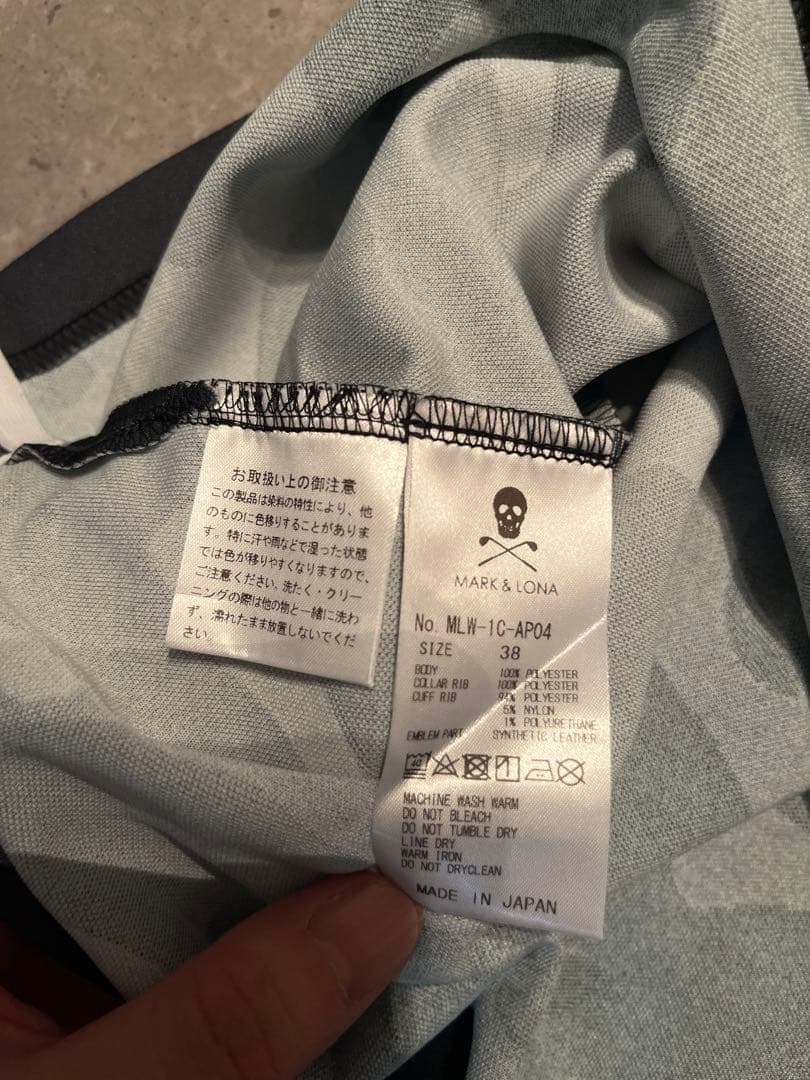 お取扱い上の御注意
この製品は染料の特性により、他
のものに色移りすることがありま
す。特に汗や雨などで湿った状態
では色が移りやすくなりますので、
ご注意ください。洗たく・クリー
ニングの際は他の物と一緒に洗わ
ず、濡れたまま放置しないでくだ
さい。
MARK & LONA
No. MLW-1C-AP04
SIZE 38
BODY 100% POLYESTER
COLLAR RIB 100% POLYESTER
CUFF RIB 94% POLYESTER
5% NYLON
1% POLYURETHANE
EMBLEM PART SYNTHETIC LEATHER
40
MACHINE WASH WARM
DO NOT BLEACH
DO NOT TUMBLE DRY
LINE DRY
WARM IRON
DO NOT DRYCLEAN
MADE IN JAPAN